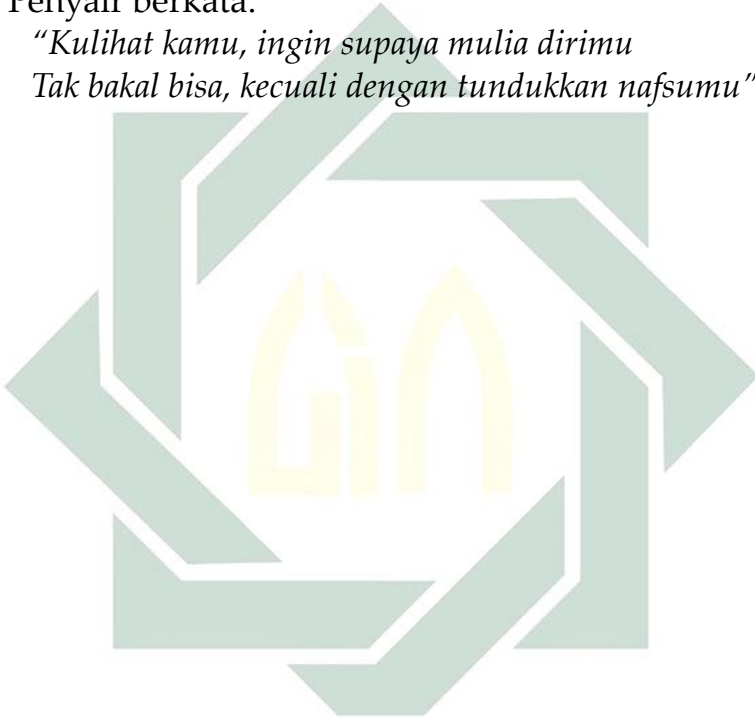 Penyair berkata:
“Kulihat kamu, ingin supaya mulia dirimu
Tak bakal bisa, kecuali dengan tundukkan nafsumu”